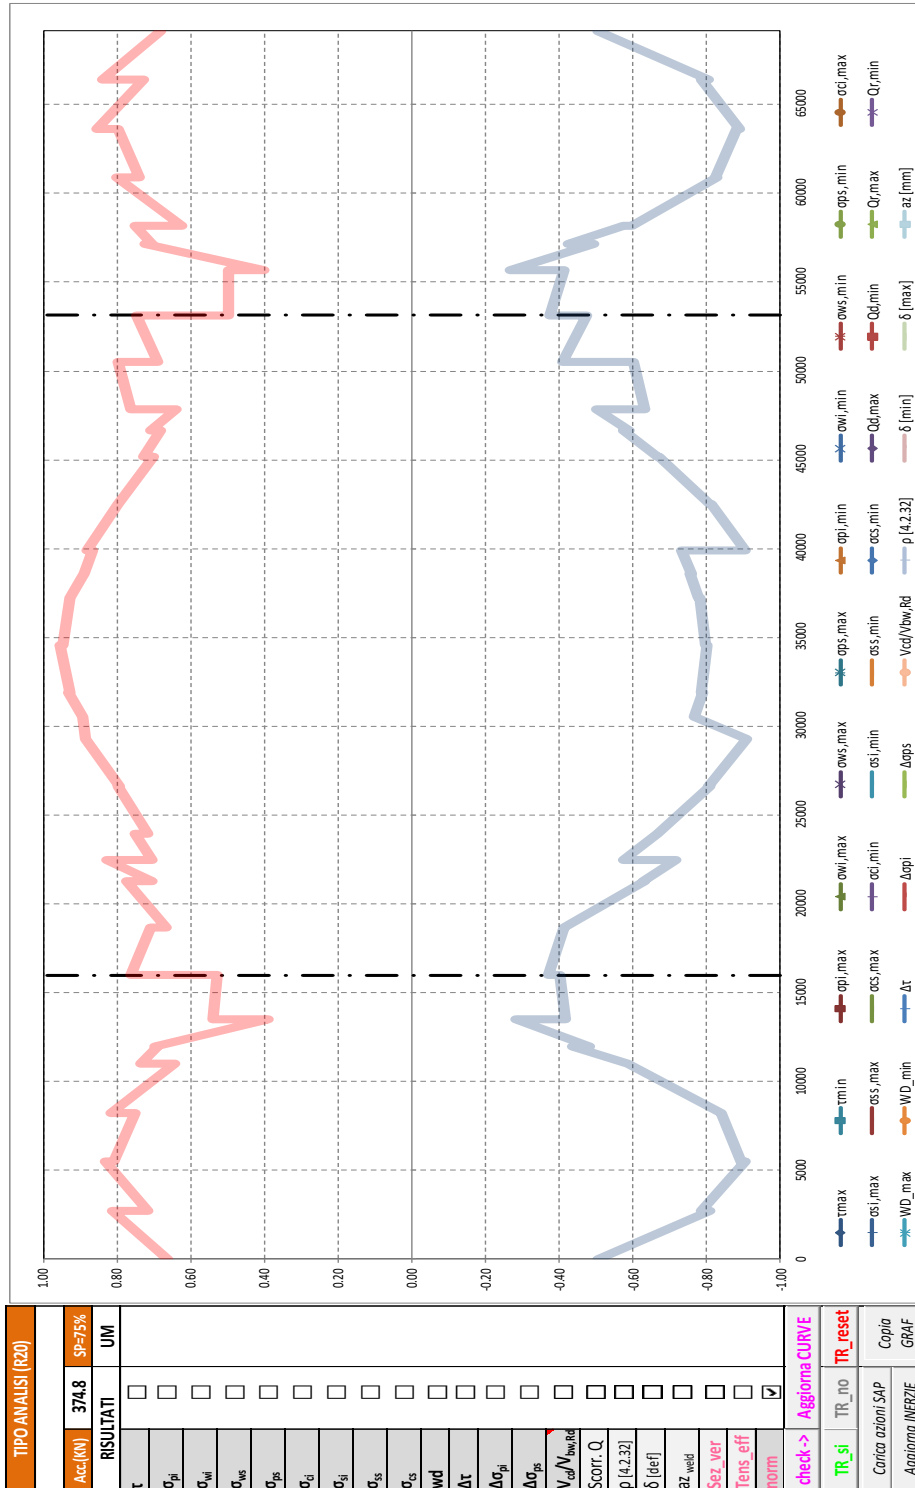 TIPO ANALISI (R20)
Acc.(KN) 374.8 SP=75%
RISULTATI UM
τ
σpi
σwi
σws
σps
σci
σsi
σss
σcs
wd
Δτ
Δσpi
Δσps
Vcd/Vbw,Rd
Scorr. Q
ρ [4.2.32]
δ [def]
az weld
Sez_ver
Tens_eff
norm
check -> Aggiorna CURVE
TR_si TR_no TR_reset
Carica azioni SAP Copia
Aggiorna INERZIE GRAF
1.00
0.80
0.60
0.40
0.20
0.00
-0.20
-0.40
-0.60
-0.80
-1.00
0 5000 10000 15000 20000 25000 30000 35000 40000 45000 50000 55000 60000 65000
τmax τmin σpi,max σwi,max σws,max σps,max σpi,min σwi,min σws,min σps,min σci,max
σsi,max σss,max σcs,max σci,min σsi,min σss,min σcs,min Qd,max Qd,min Qr,max Qr,min
WD_max WD_min Δτ Δσpi Δσps Vcd/Vbw,Rd ρ [4.2.32] δ [min] δ [max] az [mm]